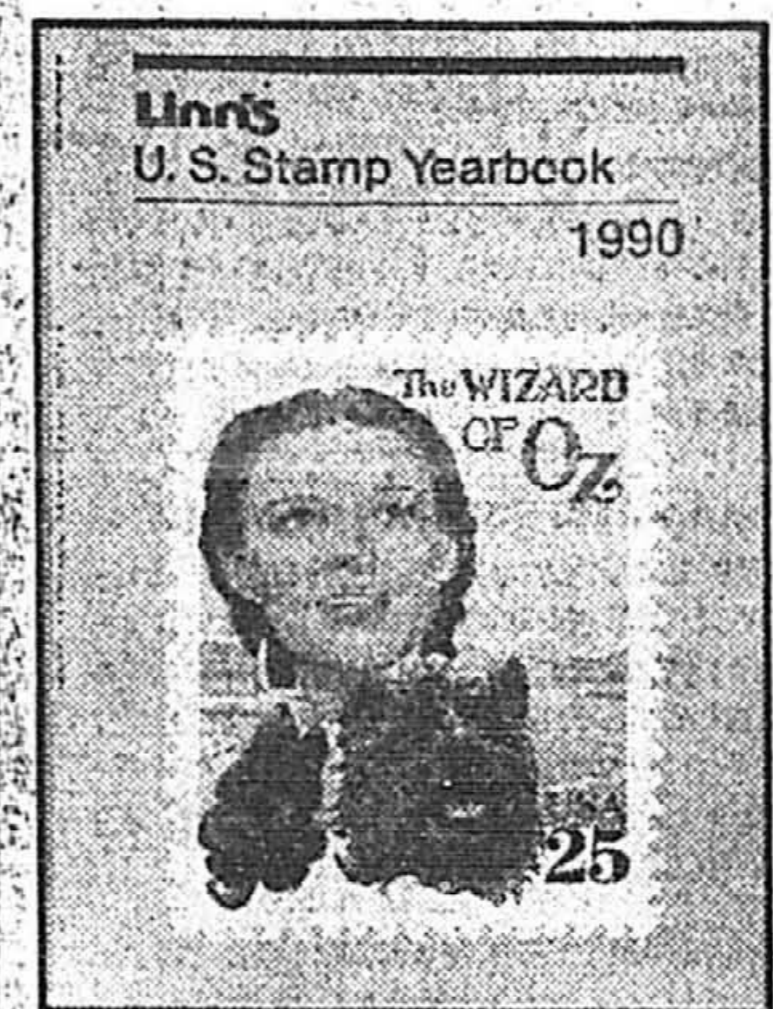 Linn's
U. S. Stamp Yearbook
1990
The WIZARD
OF Oz
USA
25